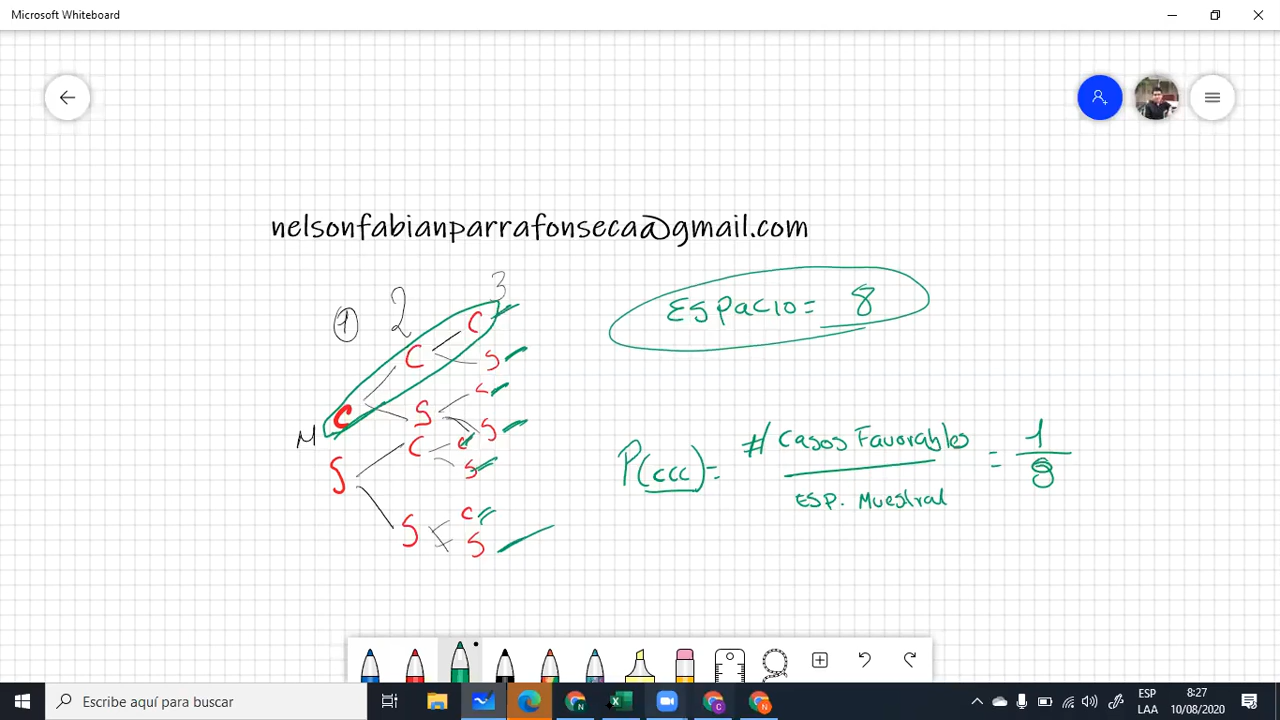 Microsoft Whiteboard
nelsonfabianparrafonseca@gmail.com
1 2 3
Espacio= 8
C
C S
C
C S
S
M C
S
C C
S
S
S C
S
P(ccc)= # Casos Favorables = 1
Esp. Muestral 8
Escribe aquí para buscar
ESP 8:27
LAA 10/08/2020